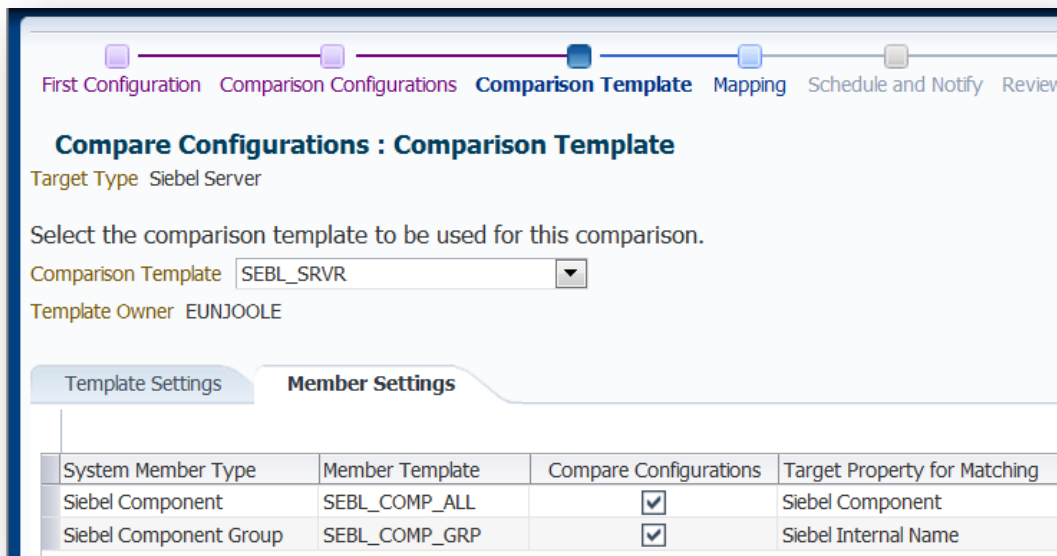 First Configuration Comparison Configurations Comparison Template Mapping Schedule and Notify Review
Compare Configurations : Comparison Template
Target Type Siebel Server
Select the comparison template to be used for this comparison.
Comparison Template SEBL_SRVR
Template Owner EUNJOOLE
Template Settings Member Settings
System Member Type Member Template Compare Configurations Target Property for Matching
Siebel Component SEBL_COMP_ALL Siebel Component
Siebel Component Group SEBL_COMP_GRP Siebel Internal Name